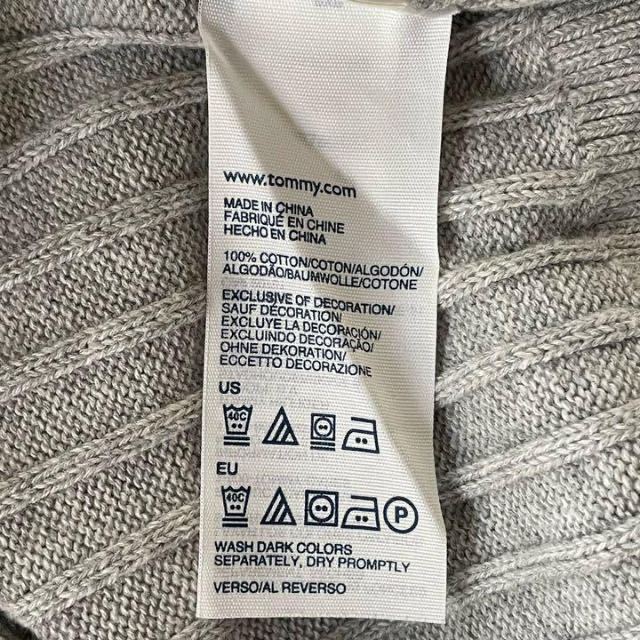 www.tommy.com
MADE IN CHINA
FABRIQUÉ EN CHINE
HECHO EN CHINA
100% COTTON/COTON/ALGODÓN/
ALGODÃO/BAUMWOLLE/COTONE
EXCLUSIVE OF DECORATION/
SAUF DÉCORATION/
EXCLUYE LA DECORACIÓN/
EXCLUINDO DECORAÇÃO/
OHNE DEKORATION/
ECCETTO DECORAZIONE
US
40C
EU
40C P
WASH DARK COLORS
SEPARATELY, DRY PROMPTLY
VERSO/AL REVERSO